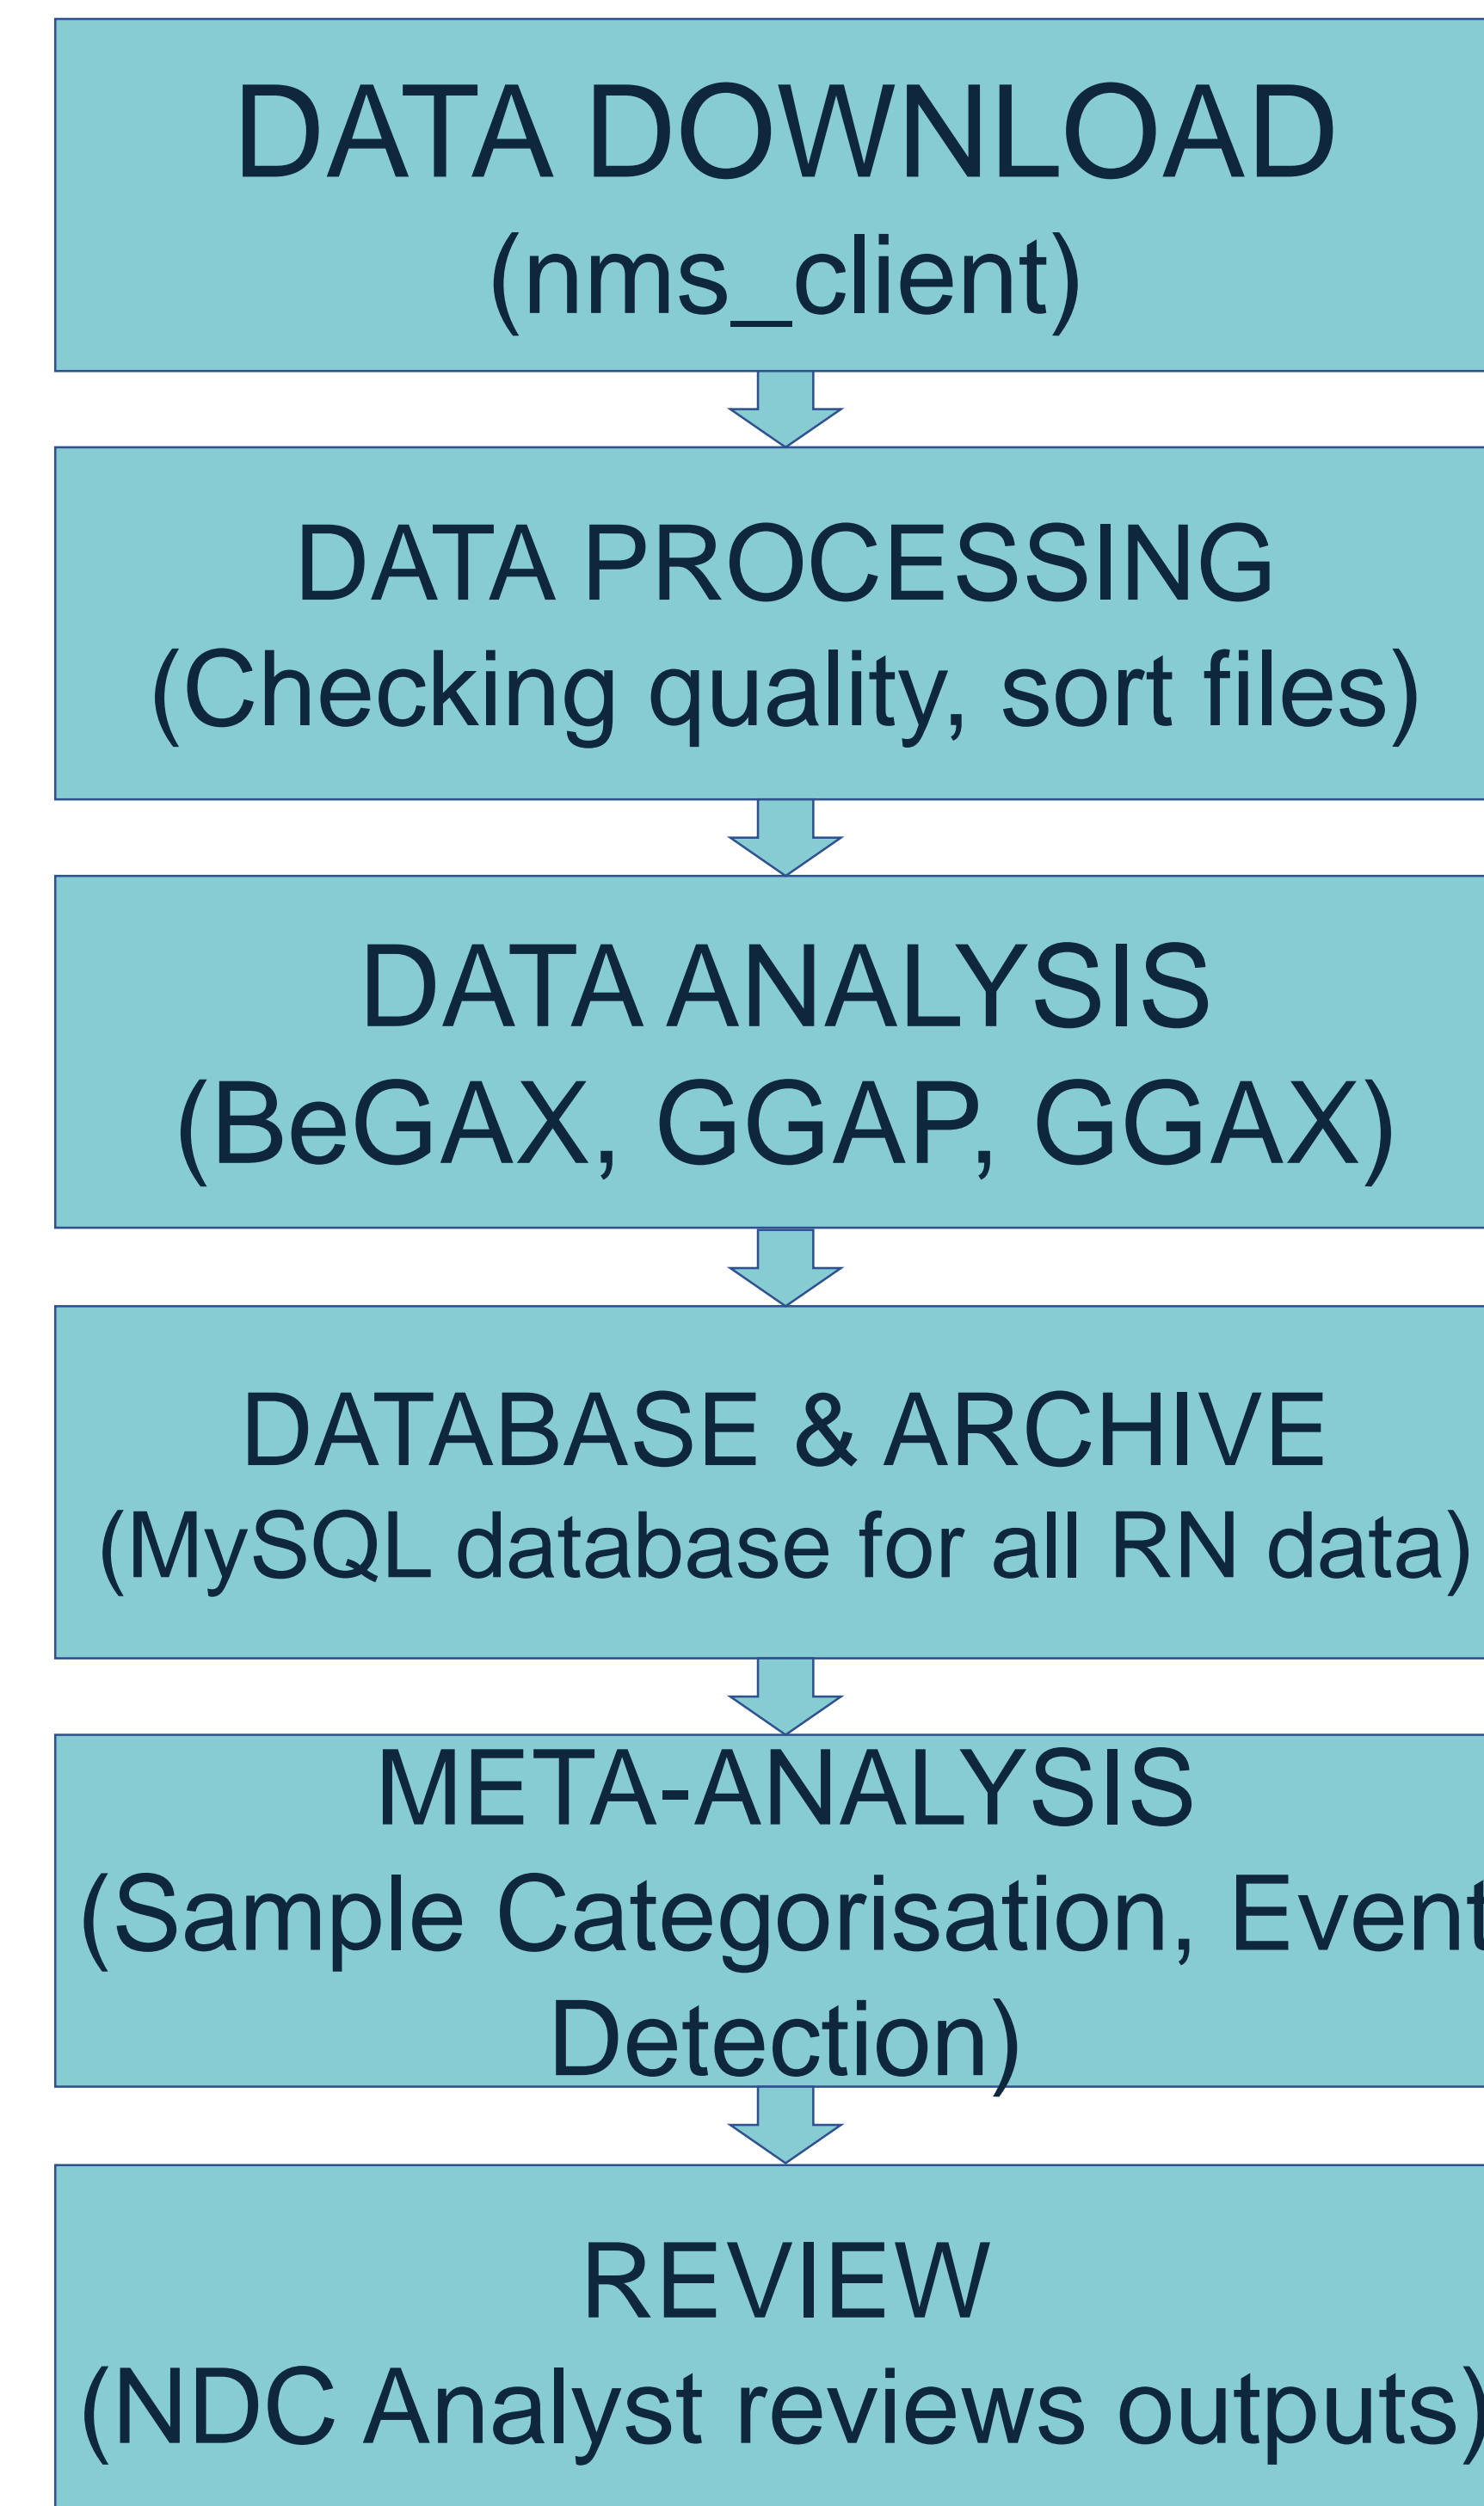 DATA DOWNLOAD
(nms_client)
DATA PROCESSING
(Checking quality, sort files)
DATA ANALYSIS
(BeGAX, GGAP, GGAX)
DATABASE & ARCHIVE
(MySQL database for all RN data)
META-ANALYSIS
(Sample Categorisation, Event
Detection)
REVIEW
(NDC Analyst reviews outputs)